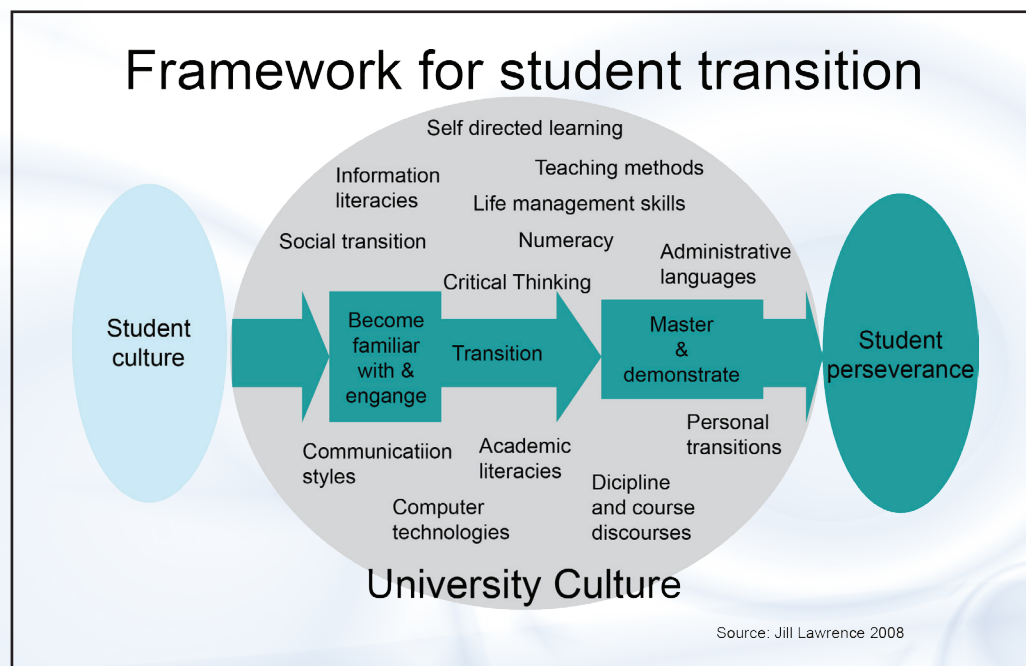 Framework for student transition
Self directed learning
Teaching methods
Information
literacies
Life management skills
Social transition
Numeracy
Administrative
languages
Critical Thinking
Student
culture
Become
familiar
with &
engange
Transition
Master
&
demonstrate
Student
perseverance
Communicatiion
styles
Academic
literacies
Personal
transitions
Computer
technologies
Dicipline
and course
discourses
University Culture
Source: Jill Lawrence 2008